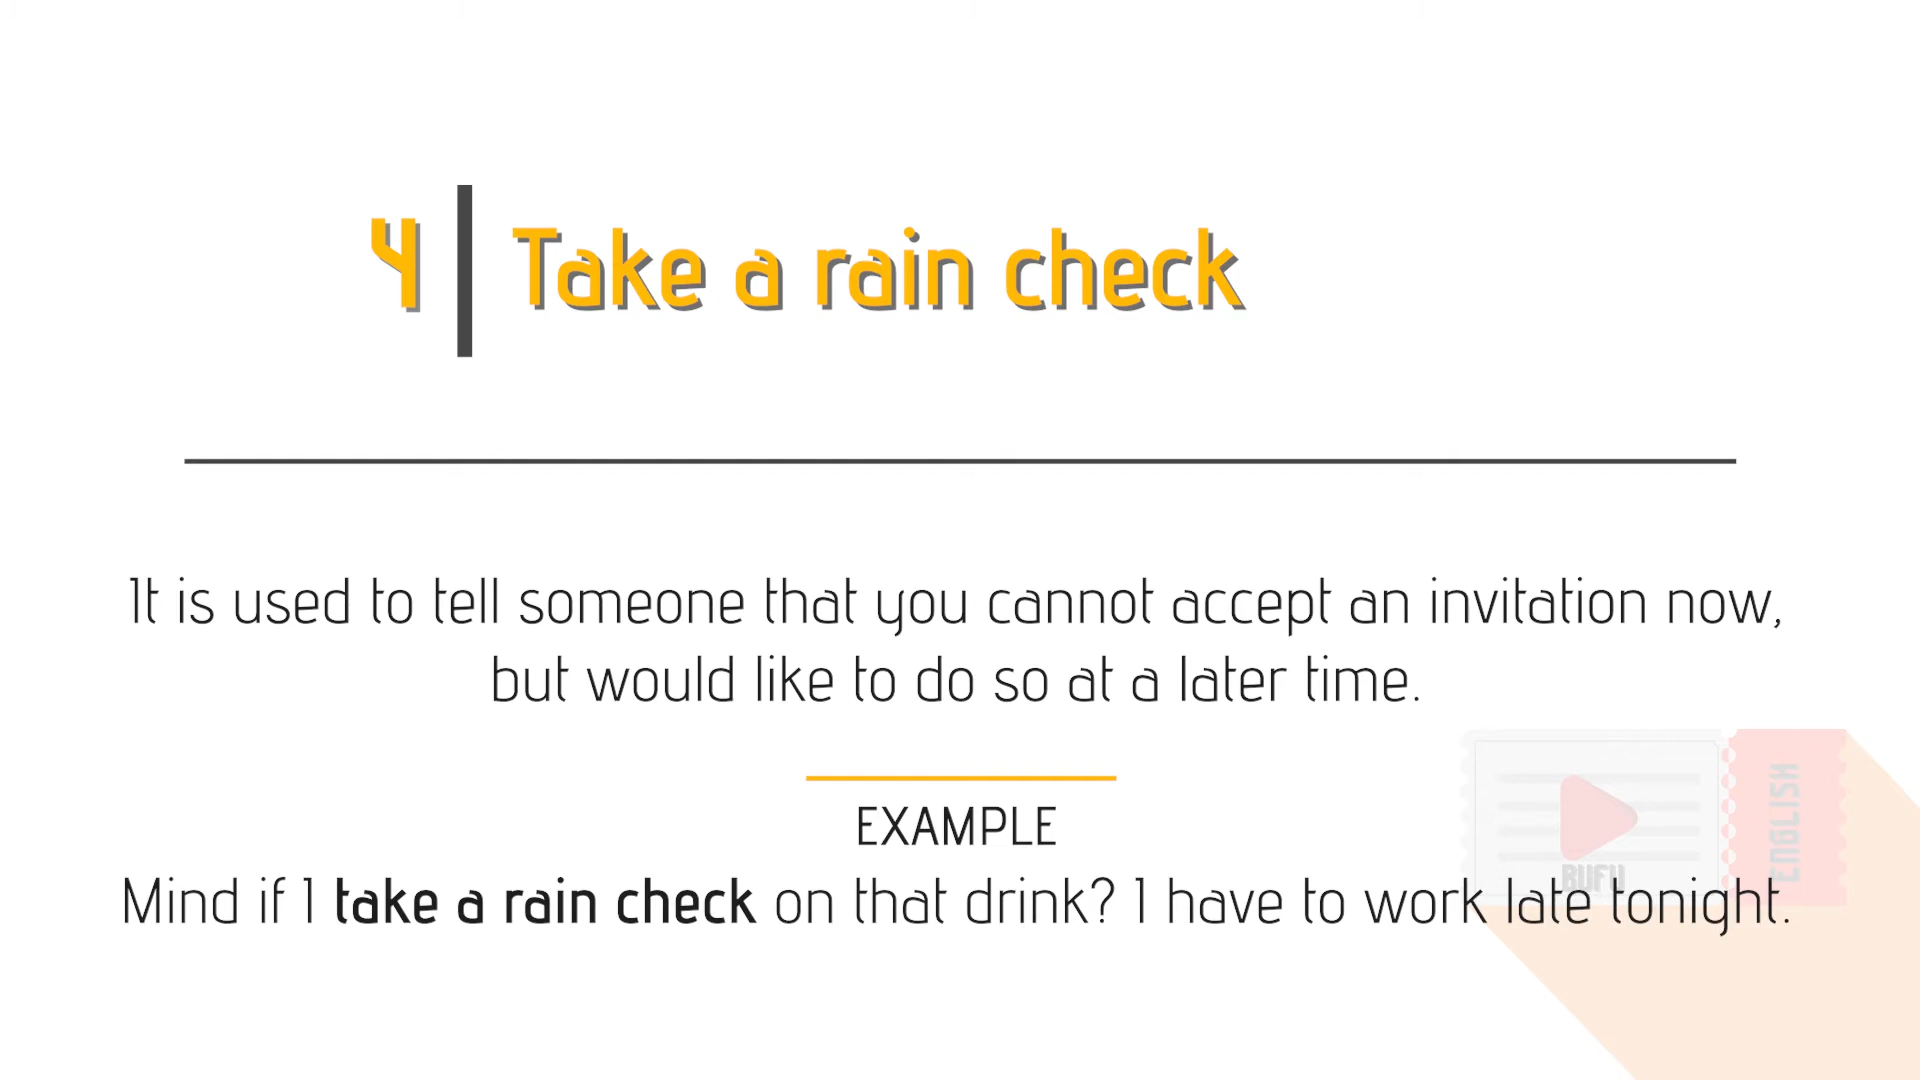 4 Take a rain check
It is used to tell someone that you cannot accept an invitation now,
but would like to do so at a later time.
EXAMPLE
Mind if I take a rain check on that drink? I have to work late tonight.
ENGLISH
BUFU